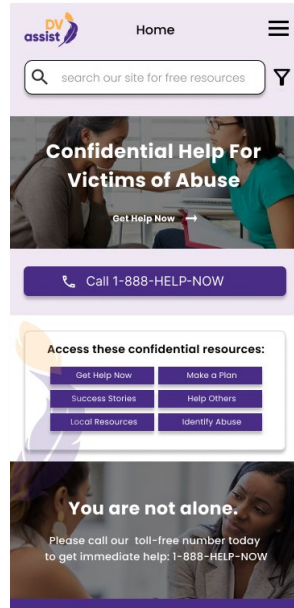 DV
assist
Home
search our site for free resources
Confidential Help For
Victims of Abuse
Get Help Now →
Call 1-888-HELP-NOW
Access these confidential resources:
Get Help Now
Make a Plan
Success Stories
Help Others
Local Resources
Identify Abuse
You are not alone.
Please call our toll-free number today
to get immediate help: 1-888-HELP-NOW